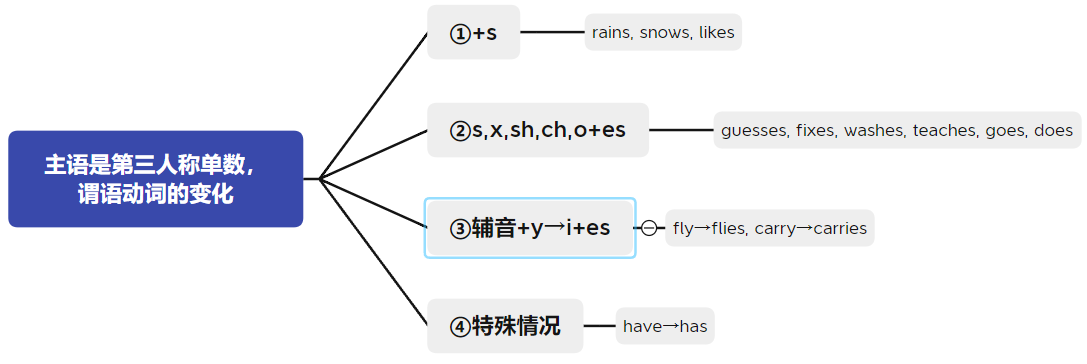 主语是第三人称单数，
谓语动词的变化
①+s
rains, snows, likes
②s,x,sh,ch,o+es
guesses, fixes, washes, teaches, goes, does
③辅音+y→i+es
fly→flies, carry→carries
④特殊情况
have→has